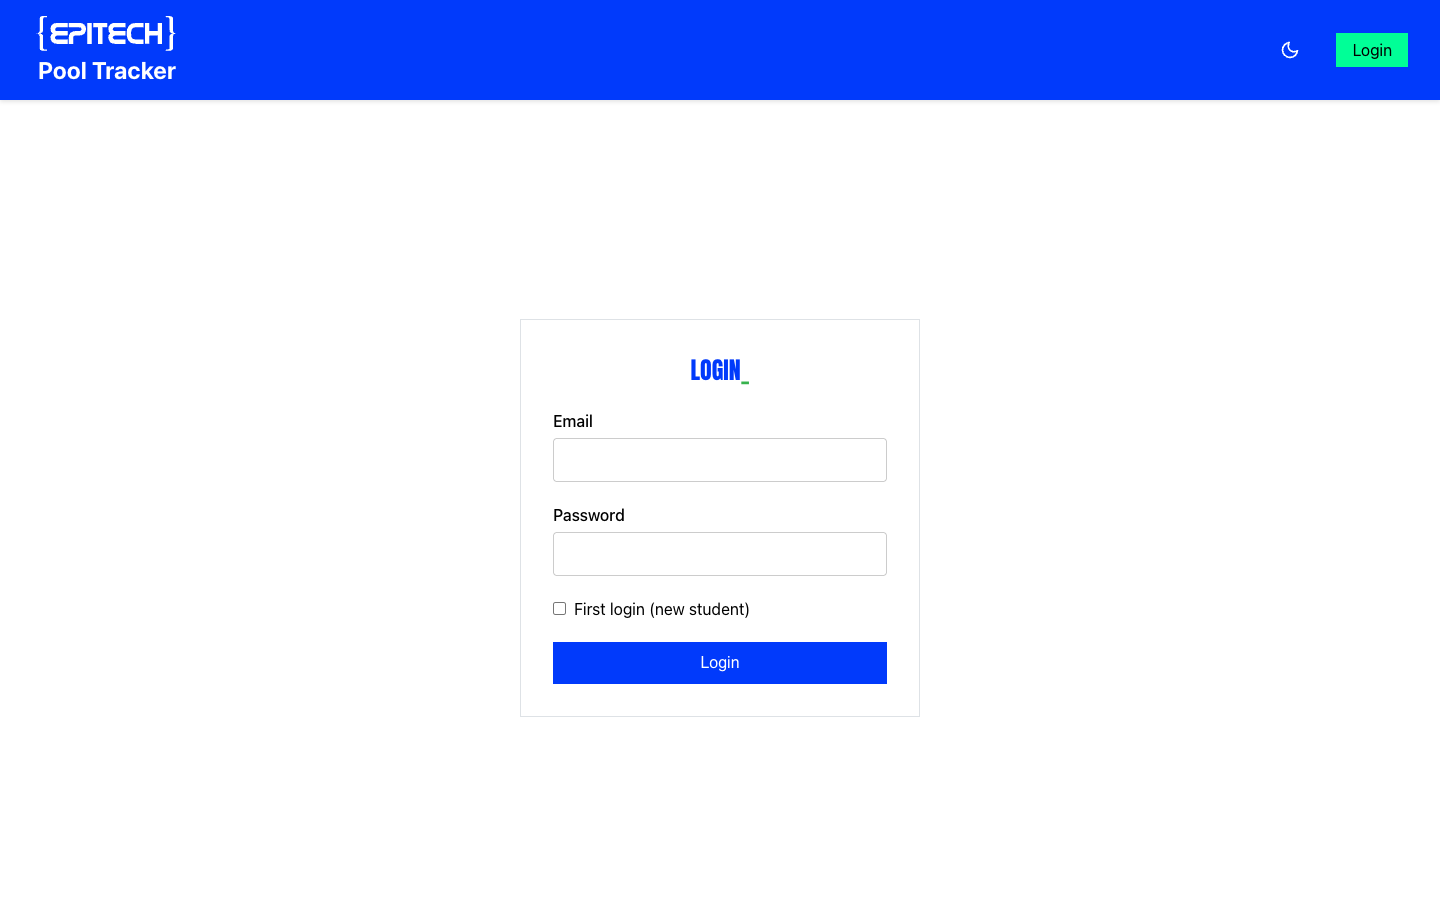 {EPITECH}
Pool Tracker
Login
LOGIN_
Email
Password
First login (new student)
Login